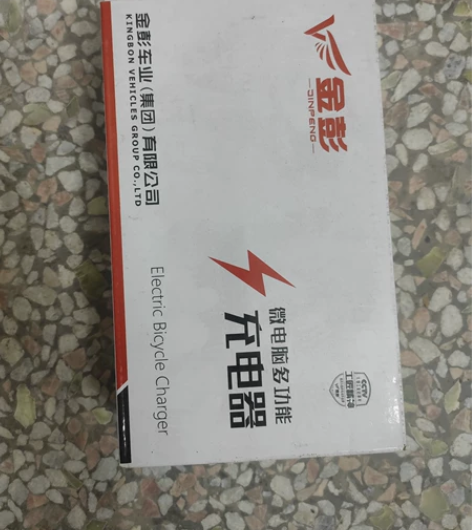 金彭
JINPENG
微电脑多功能
充电器
Electric Bicycle Charger
金彭车业(集团)有限公司
KINGBON VEHICLES GROUP CO.,LTD
CCTV